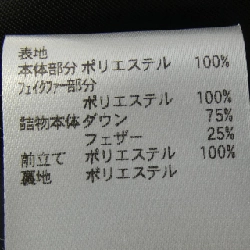 表地
本体部分 ポリエステル 100%
フェイクファー部分
ポリエステル 100%
詰物本体 ダウン 75%
フェザー 25%
前立て ポリエステル 100%
裏地 ポリエステル